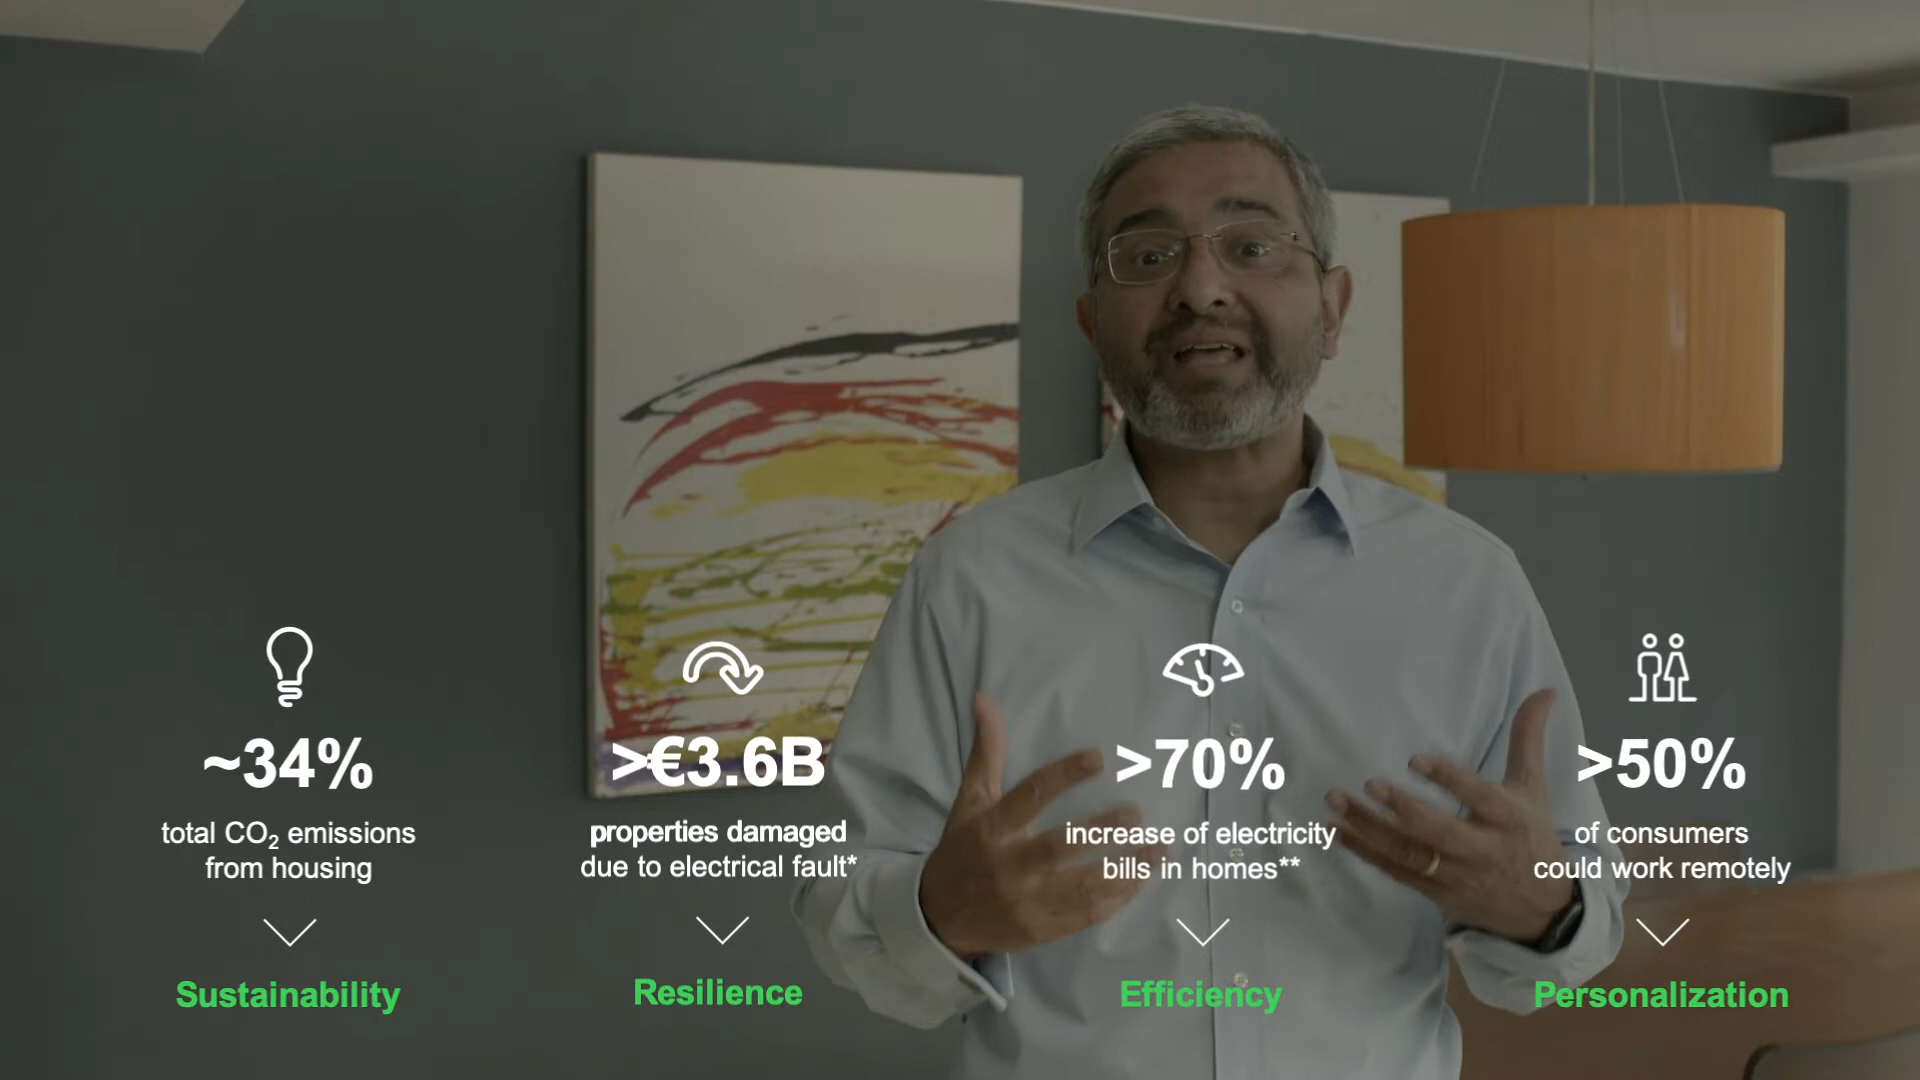 ~34%
total CO₂ emissions
from housing
Sustainability
>€3.6B
properties damaged
due to electrical fault*
Resilience
>70%
increase of electricity
bills in homes**
Efficiency
>50%
of consumers
could work remotely
Personalization